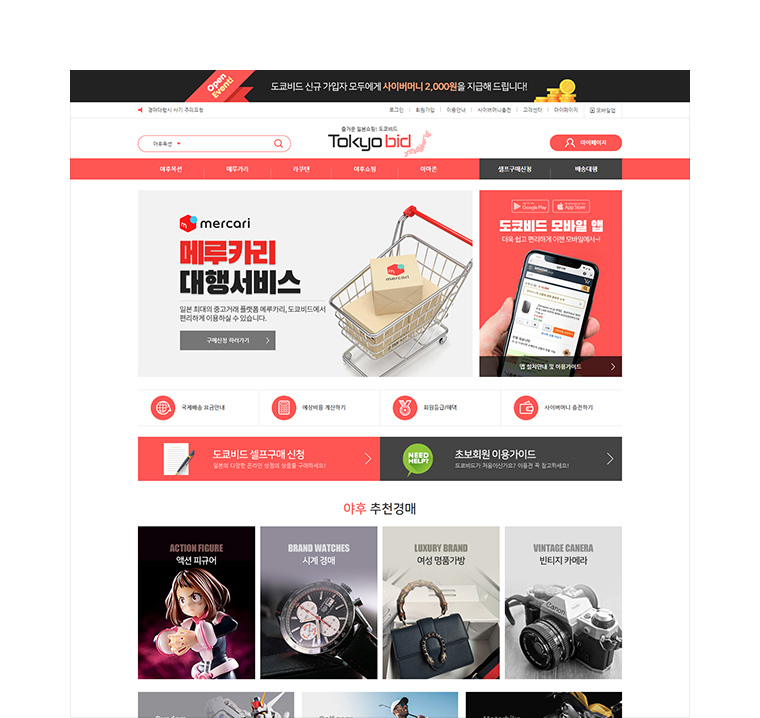 Open
Event!
도쿄비드 신규 가입자 모두에게 사이버머니 2,000원을 지급해 드립니다!
경매대행시 사기 주의요청
로그인 회원가입 이용안내 사이버머니충전 고객센터 마이페이지 모바일앱
야후옥션
즐거운 일본쇼핑! 도쿄비드
Tokyo bid
마이페이지
야후옥션 메루카리 라쿠텐 야후쇼핑 아마존 셀프구매신청 배송대행
mercari
메루카리
대행서비스
일본 최대의 중고거래 플랫폼 메루카리, 도쿄비드에서
편리하게 이용하실 수 있습니다.
구매신청 하러가기
mercari
Google Play App Store
도쿄비드 모바일 앱
더욱 쉽고 편리하게 이젠 모바일에서~!
앱 설치안내 및 이용가이드
국제배송 요금안내
예상비용 계산하기
회원등급/혜택
사이버머니 충전하기
도쿄비드 셀프구매 신청
일본의 다양한 온라인 상점의 상품을 구매하세요!
NEED
HELP?
초보회원 이용가이드
도쿄비드가 처음이신가요? 이용전 꼭 참고하세요!
야후 추천경매
ACTION FIGURE
액션 피규어
BRAND WATCHES
시계 경매
LUXURY BRAND
여성 명품가방
VINTAGE CANERA
빈티지 카메라
Canon